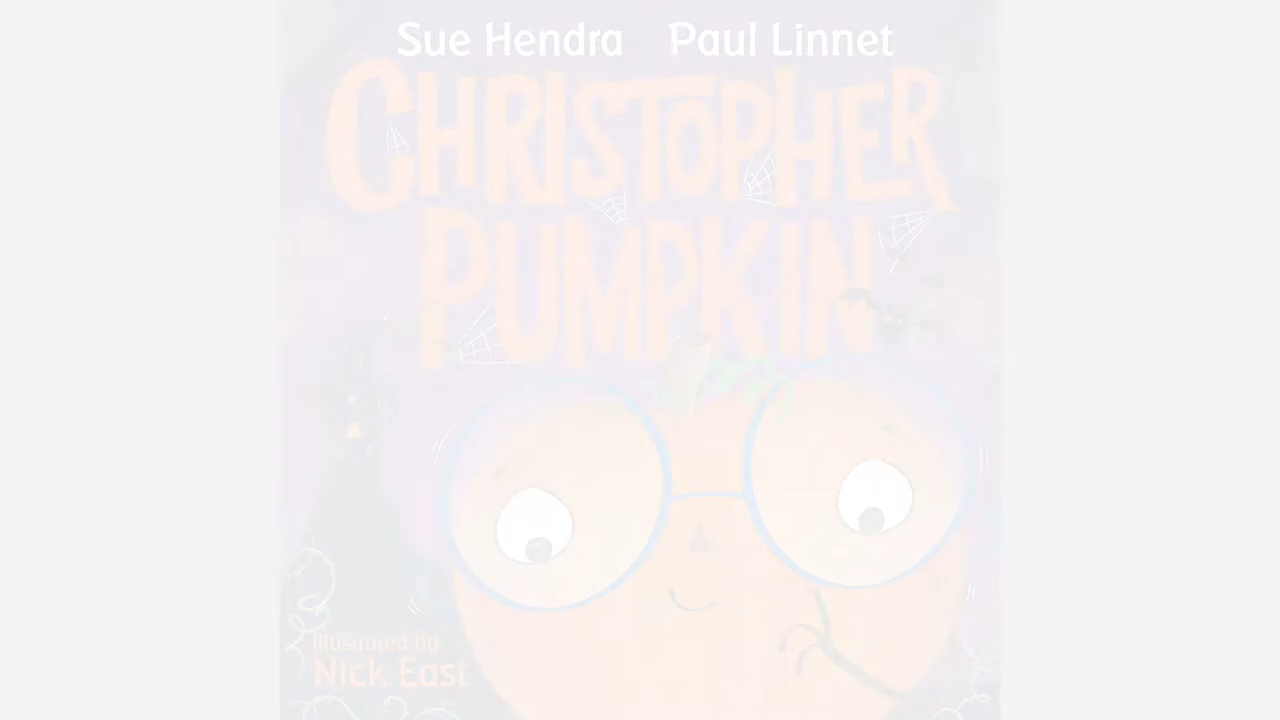 Sue Hendra Paul Linnet
CHRISTOPHER
PUMPKIN
Illustrated by
Nick East